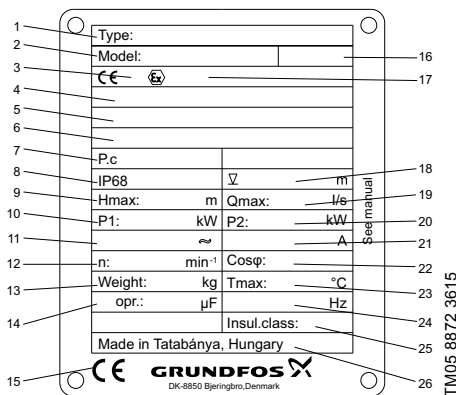 1 Type:
2 Model: 16
3 CE Ex 17
4
5
6
7 P.c
8 IP68 m 18
9 Hmax: m Qmax: l/s 19
10 P1: kW P2: kW 20
11 ~ A 21
12 n: min-1 Cosφ: 22
13 Weight: kg Tmax: °C 23
14 opr.: µF Hz 24
Insul.class: 25
Made in Tatabánya, Hungary 26
15 CE GRUNDFOS
DK-8850 Bjeringbro,Denmark
See manual
TM05 8872 3615